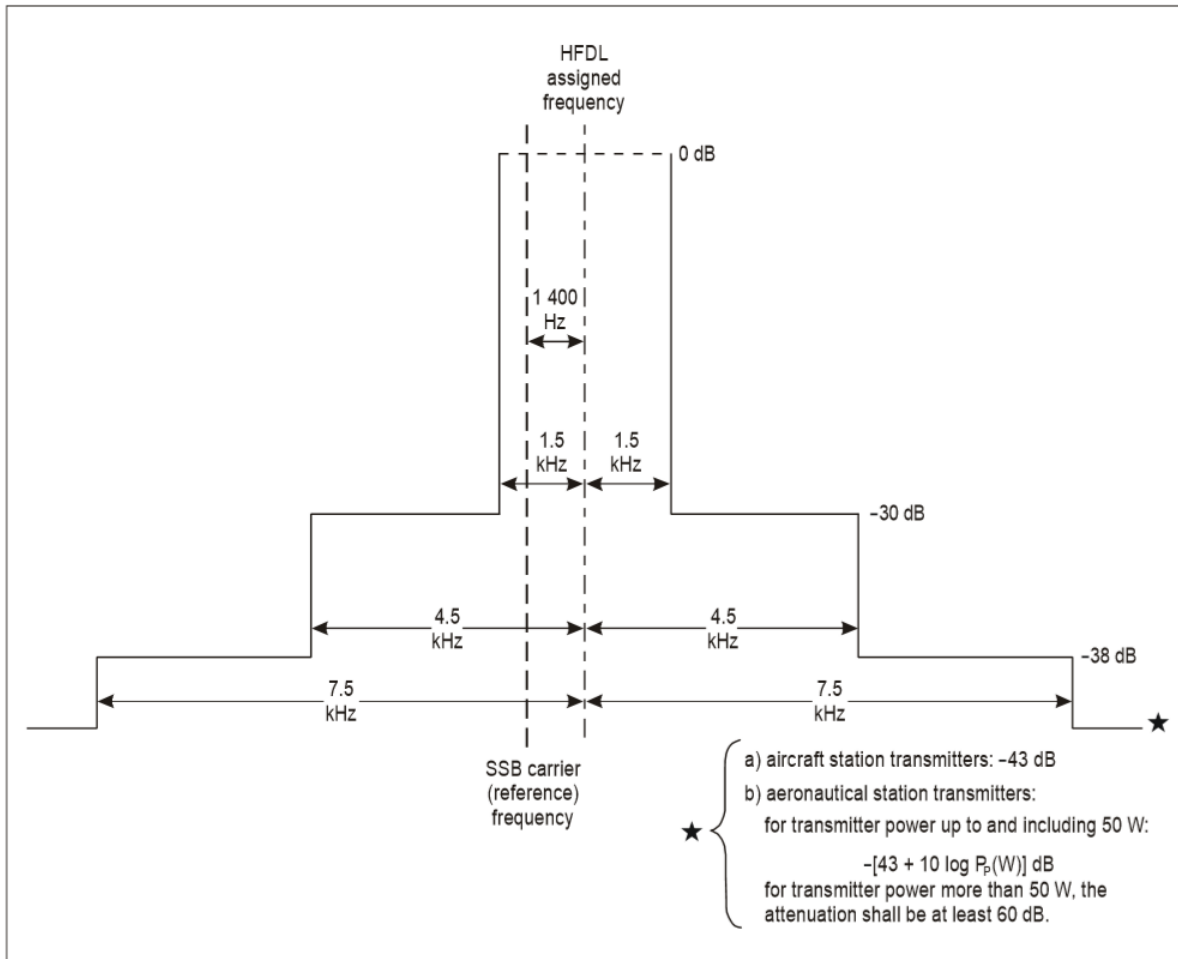 HFDL
assigned
frequency
0 dB
1 400
Hz
1.5
kHz
1.5
kHz
–30 dB
4.5
kHz
4.5
kHz
–38 dB
7.5
kHz
7.5
kHz
★
SSB carrier
(reference)
frequency
★
a) aircraft station transmitters: –43 dB
b) aeronautical station transmitters:
for transmitter power up to and including 50 W:
–[43 + 10 log Pₚ(W)] dB
for transmitter power more than 50 W, the
attenuation shall be at least 60 dB.